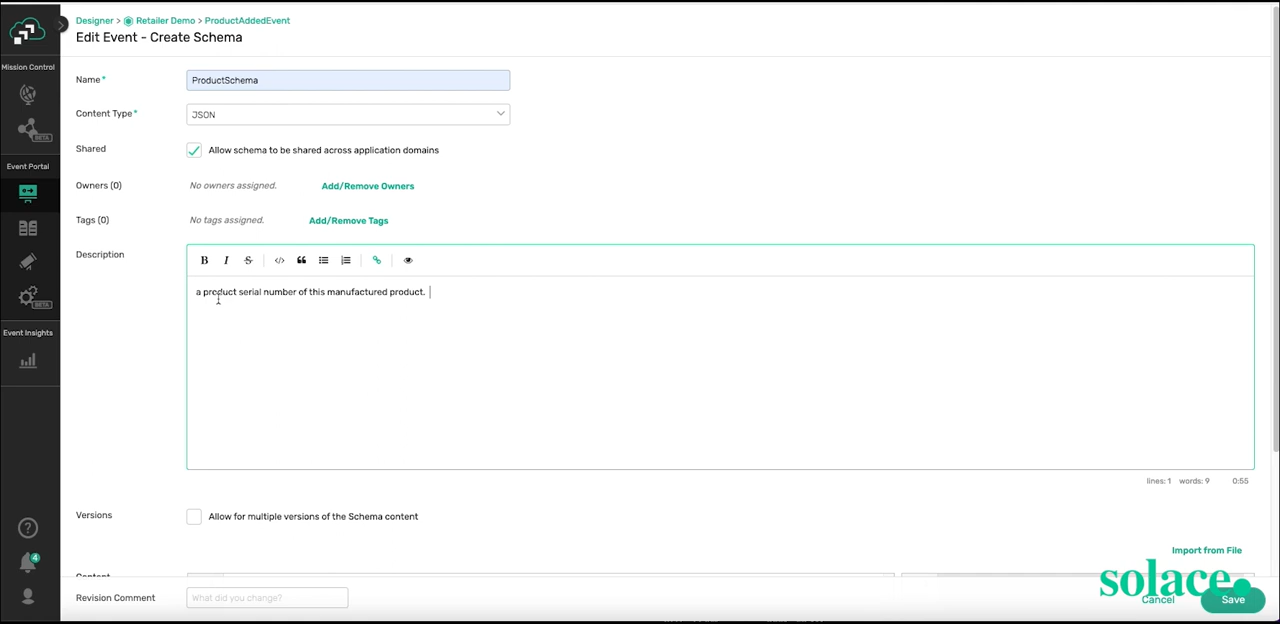 Designer > Retailer Demo > ProductAddedEvent
Edit Event - Create Schema
Mission Control
BETA
Event Portal
BETA
Event Insights
4
Name*
ProductSchema
Content Type*
JSON
Shared
Allow schema to be shared across application domains
Owners (0)
No owners assigned.
Add/Remove Owners
Tags (0)
No tags assigned.
Add/Remove Tags
Description
B I S
a product serial number of this manufactured product.
lines: 1 words: 9 0:55
Versions
Allow for multiple versions of the Schema content
Import from File
Content
Revision Comment
What did you change?
solace
Cancel
Save